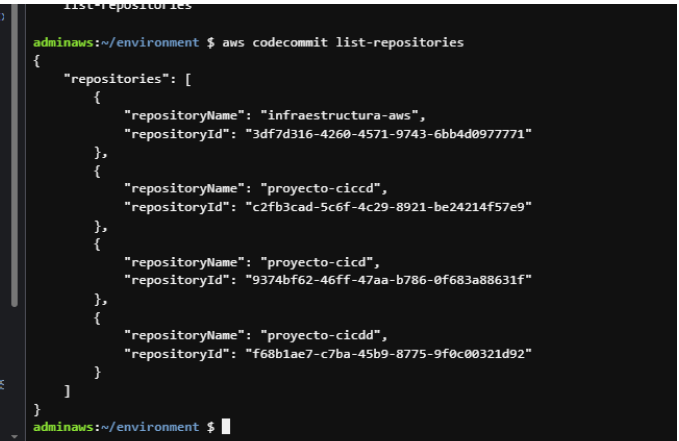 list-repositories
adminaws:~/environment $ aws codecommit list-repositories
{
    "repositories": [
        {
            "repositoryName": "infraestructura-aws",
            "repositoryId": "3df7d316-4260-4571-9743-6bb4d0977771"
        },
        {
            "repositoryName": "proyecto-ciccd",
            "repositoryId": "c2fb3cad-5c6f-4c29-8921-be24214f57e9"
        },
        {
            "repositoryName": "proyecto-cicd",
            "repositoryId": "9374bf62-46ff-47aa-b786-0f683a88631f"
        },
        {
            "repositoryName": "proyecto-cicdd",
            "repositoryId": "f68b1ae7-c7ba-45b9-8775-9f0c00321d92"
        }
    ]
}
adminaws:~/environment $